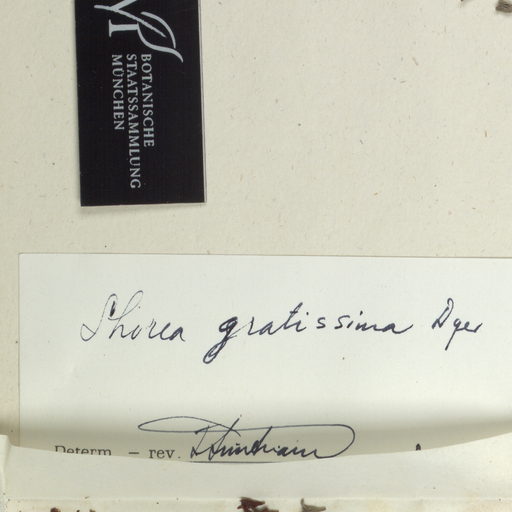 BOTANISCHE
STAATSSAMMLUNG
MÜNCHEN
Shorea gratissima Dyer
Determ. – rev.